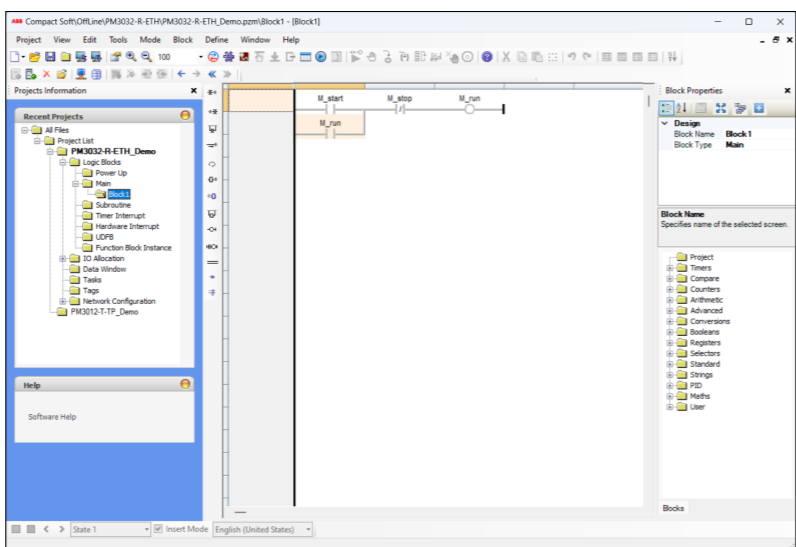 ABB Compact Soft\OffLine\PM3032-R-ETH\PM3032-R-ETH_Demo.pzm\Block1 - [Block1]
Project View Edit Tools Mode Block Define Window Help
100
Projects Information
Recent Projects
All Files
Project List
PM3032-R-ETH_Demo
Logic Blocks
Power Up
Main
Block1
Subroutine
Timer Interrupt
Hardware Interrupt
UDFB
Function Block Instance
IO Allocation
Data Window
Tasks
Tags
Network Configuration
PM3012-T-TP_Demo
Help
Software Help
M_start M_stop M_run
M_run
Block Properties
Design
Block Name Block1
Block Type Main
Block Name
Specifies name of the selected screen.
Project
Timers
Compare
Counters
Arithmetic
Advanced
Conversions
Booleans
Registers
Selectors
Standard
Strings
PID
Maths
User
Blocks
State 1 Insert Mode English (United States)